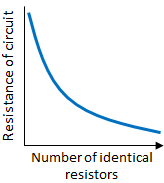 Resistance of circuit
Number of identical
resistors